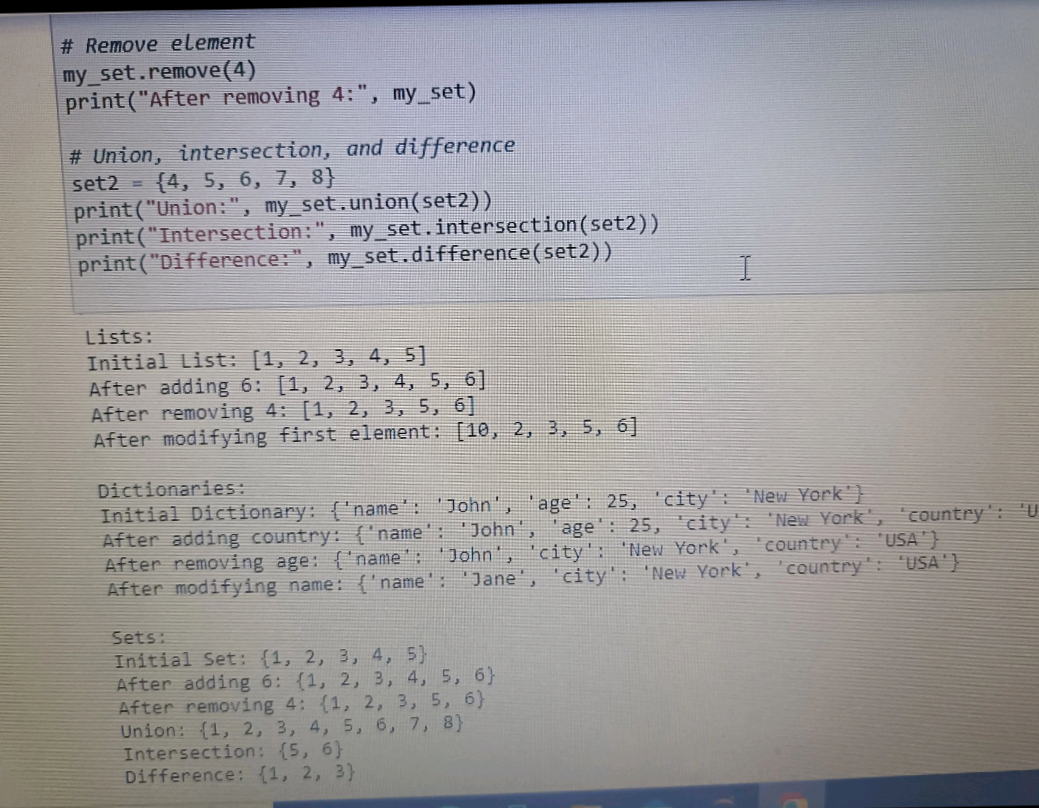 # Remove element
my_set.remove(4)
print("After removing 4:", my_set)
# Union, intersection, and difference
set2 = {4, 5, 6, 7, 8}
print("Union:", my_set.union(set2))
print("Intersection:", my_set.intersection(set2))
print("Difference:", my_set.difference(set2))
Lists:
Initial List: [1, 2, 3, 4, 5]
After adding 6: [1, 2, 3, 4, 5, 6]
After removing 4: [1, 2, 3, 5, 6]
After modifying first element: [10, 2, 3, 5, 6]
Dictionaries:
Initial Dictionary: {'name': 'John', 'age': 25, 'city': 'New York'}
After adding country: {'name': 'John', 'age': 25, 'city': 'New York', 'country': 'U
After removing age: {'name': 'John', 'city': 'New York', 'country': 'USA'}
After modifying name: {'name': 'Jane', 'city': 'New York', 'country': 'USA'}
Sets:
Initial Set: {1, 2, 3, 4, 5}
After adding 6: {1, 2, 3, 4, 5, 6}
After removing 4: {1, 2, 3, 5, 6}
Union: {1, 2, 3, 4, 5, 6, 7, 8}
Intersection: {5, 6}
Difference: {1, 2, 3}